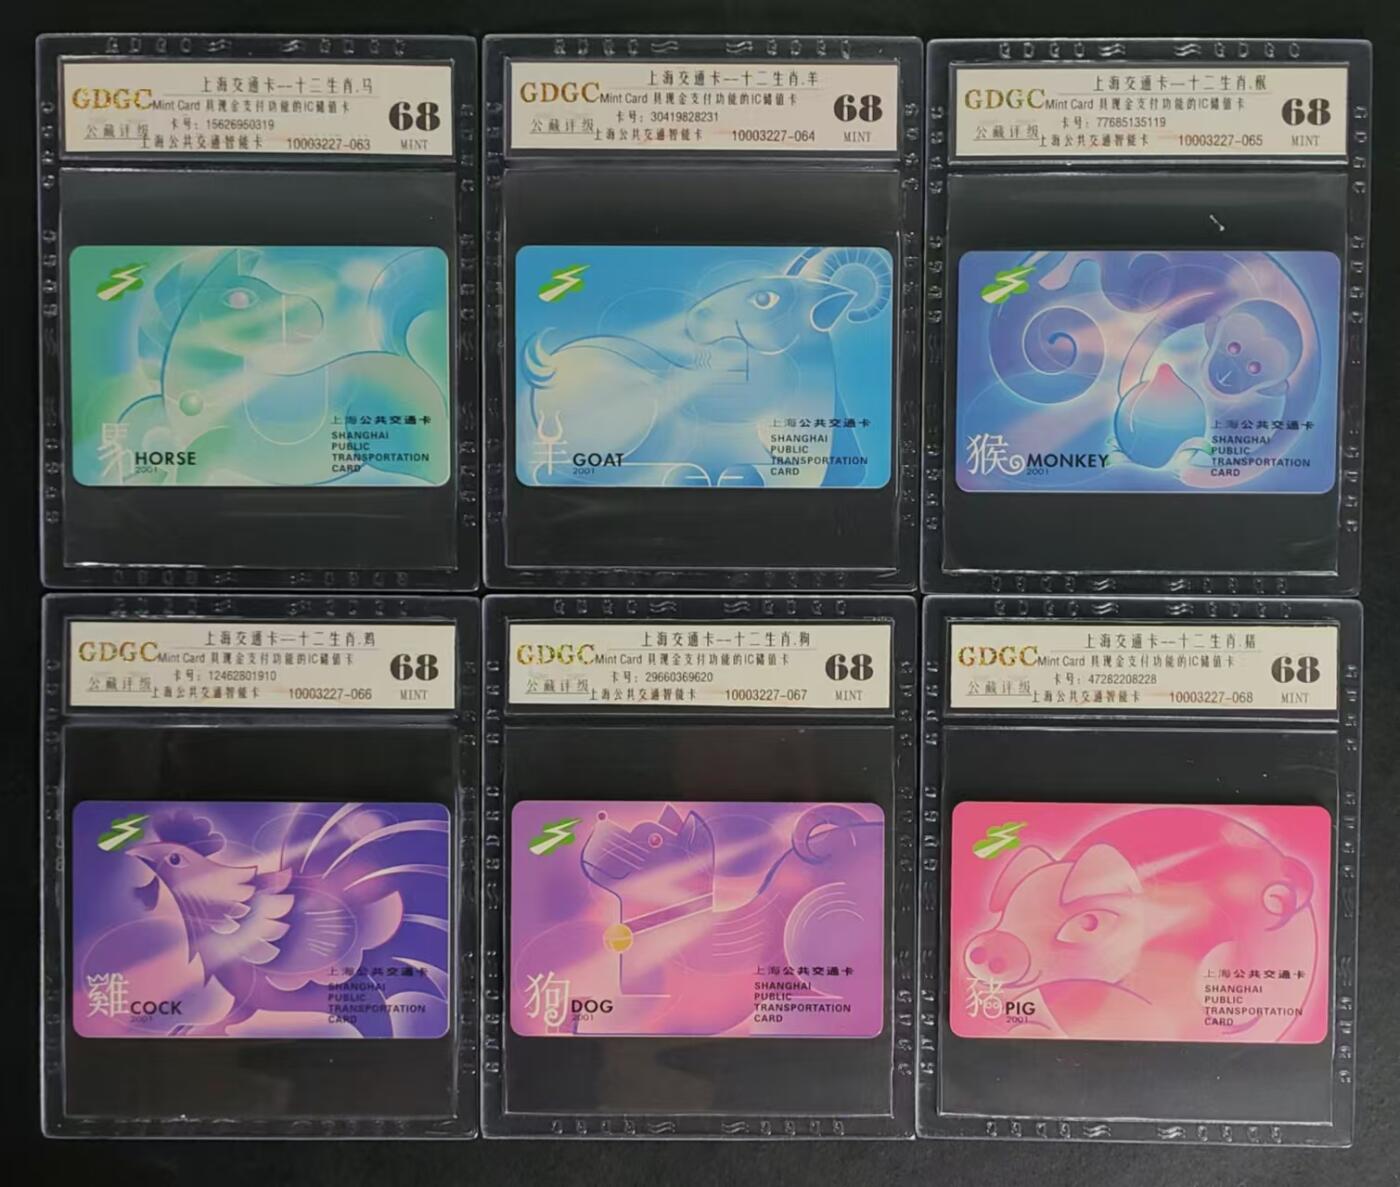 上海交通卡--十二生肖.马
GDGC Mint Card 具现金支付功能的IC储值卡
68
卡号：15626950319
公藏评级
上海公共交通智能卡 10003227-063 MINT
上海公共交通卡
SHANGHAI
PUBLIC
TRANSPORTATION
CARD
馬 HORSE
2001
上海交通卡--十二生肖.羊
GDGC Mint Card 具现金支付功能的IC储值卡
68
卡号：30419828231
公藏评级
上海公共交通智能卡 10003227-064 MINT
上海公共交通卡
SHANGHAI
PUBLIC
TRANSPORTATION
CARD
羊 GOAT
2001
上海交通卡--十二生肖.猴
GDGC Mint Card 具现金支付功能的IC储值卡
68
卡号：77685135119
公藏评级
上海公共交通智能卡 10003227-065 MINT
上海公共交通卡
SHANGHAI
PUBLIC
TRANSPORTATION
CARD
猴 MONKEY
2001
上海交通卡--十二生肖.鸡
GDGC Mint Card 具现金支付功能的IC储值卡
68
卡号：12462801910
公藏评级
上海公共交通智能卡 10003227-066 MINT
上海公共交通卡
SHANGHAI
PUBLIC
TRANSPORTATION
CARD
雞 COCK
2001
上海交通卡--十二生肖.狗
GDGC Mint Card 具现金支付功能的IC储值卡
68
卡号：29660369620
公藏评级
上海公共交通智能卡 10003227-067 MINT
上海公共交通卡
SHANGHAI
PUBLIC
TRANSPORTATION
CARD
狗 DOG
2001
上海交通卡--十二生肖.猪
GDGC Mint Card 具现金支付功能的IC储值卡
68
卡号：47282208228
公藏评级
上海公共交通智能卡 10003227-068 MINT
上海公共交通卡
SHANGHAI
PUBLIC
TRANSPORTATION
CARD
豬 PIG
2001